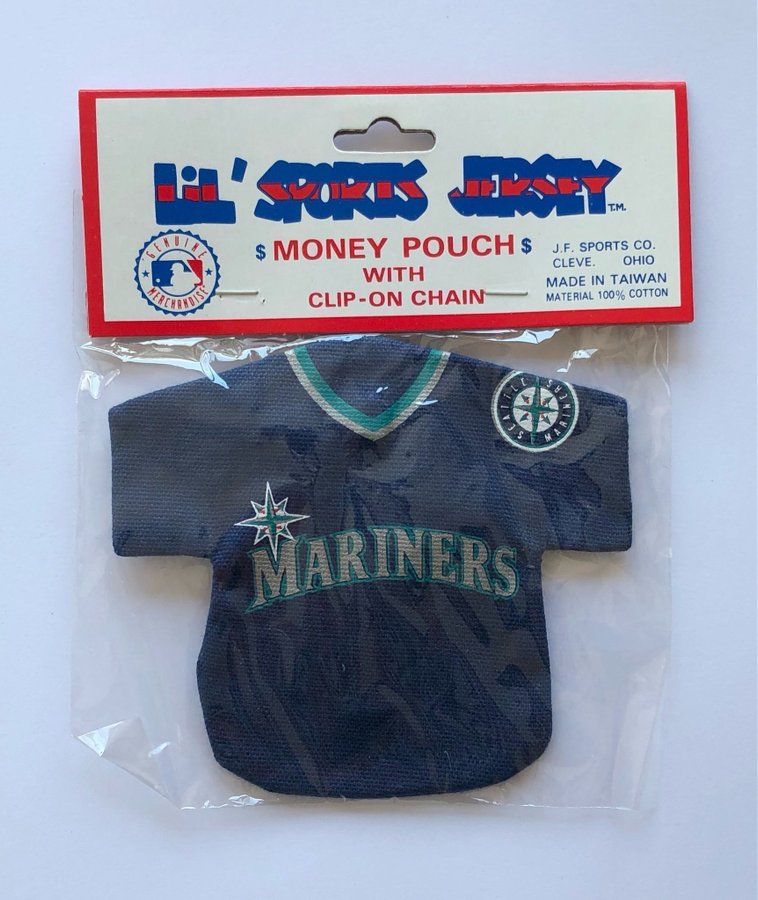 LiL' SPORTS JERSEY T.M.
GENUINE
MERCHANDISE
$ MONEY POUCH $
WITH
CLIP-ON CHAIN
J.F. SPORTS CO.
CLEVE. OHIO
MADE IN TAIWAN
MATERIAL 100% COTTON
SEATTLE MARINERS
MARINERS